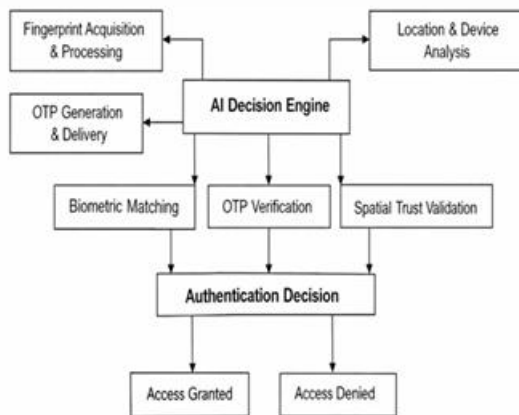 Fingerprint Acquisition
& Processing
Location & Device
Analysis
AI Decision Engine
OTP Generation
& Delivery
Biometric Matching
OTP Verification
Spatial Trust Validation
Authentication Decision
Access Granted
Access Denied